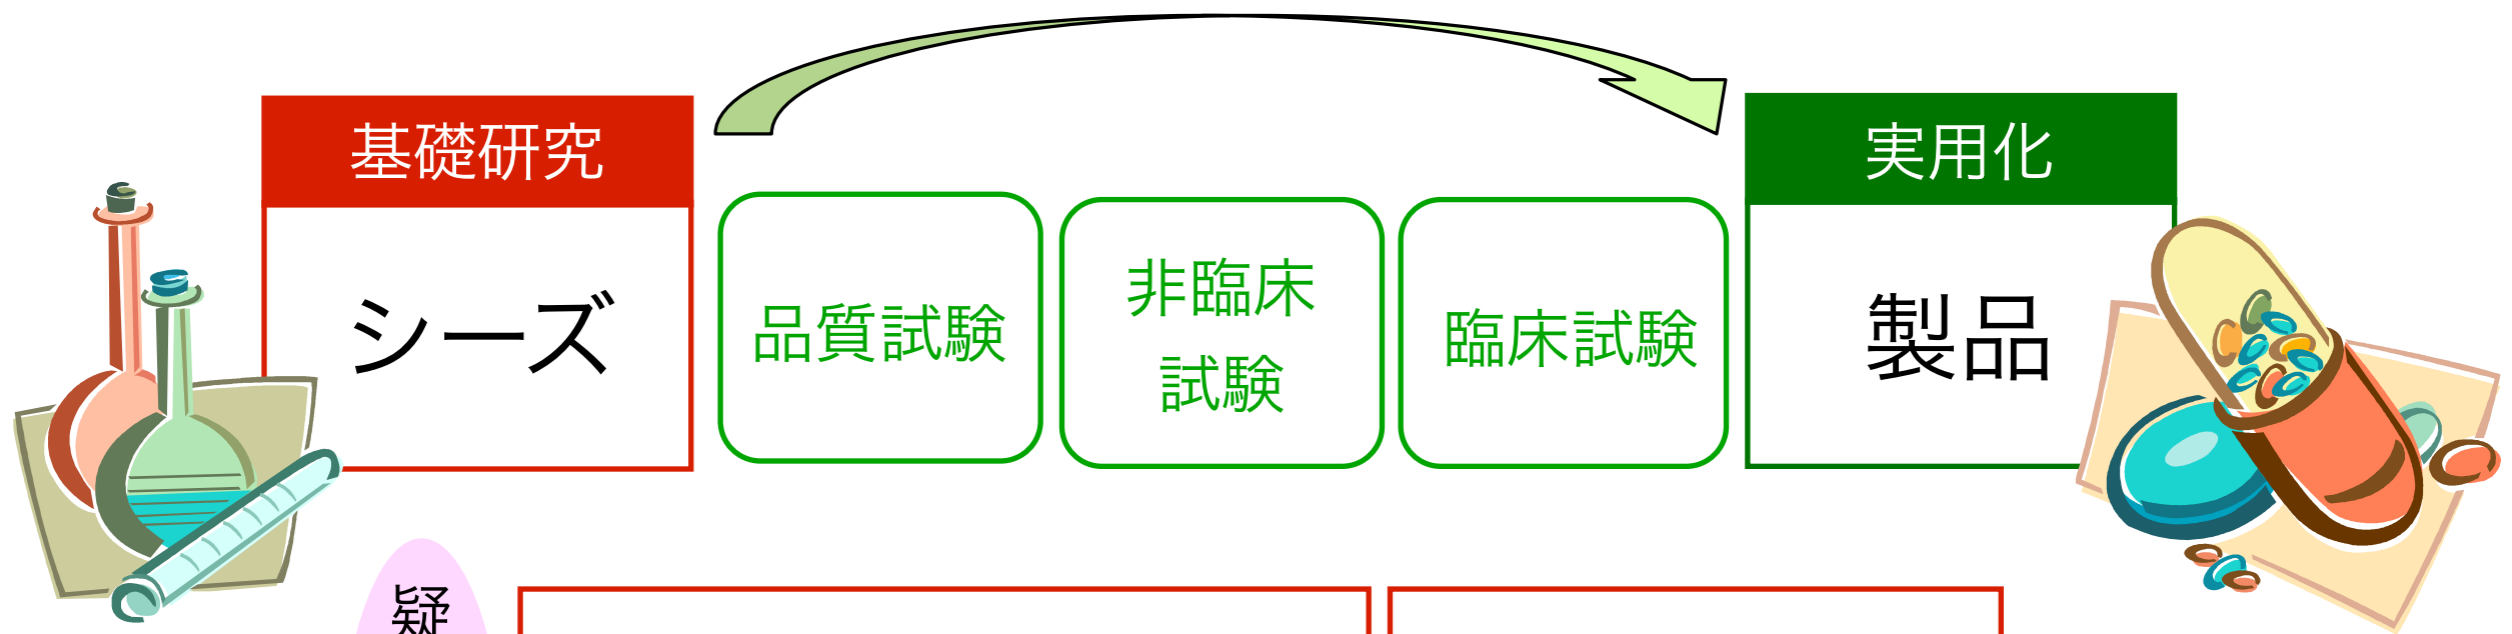 基礎研究
シーズ
品質試験
非臨床
試験
臨床試験
実用化
製品
疑